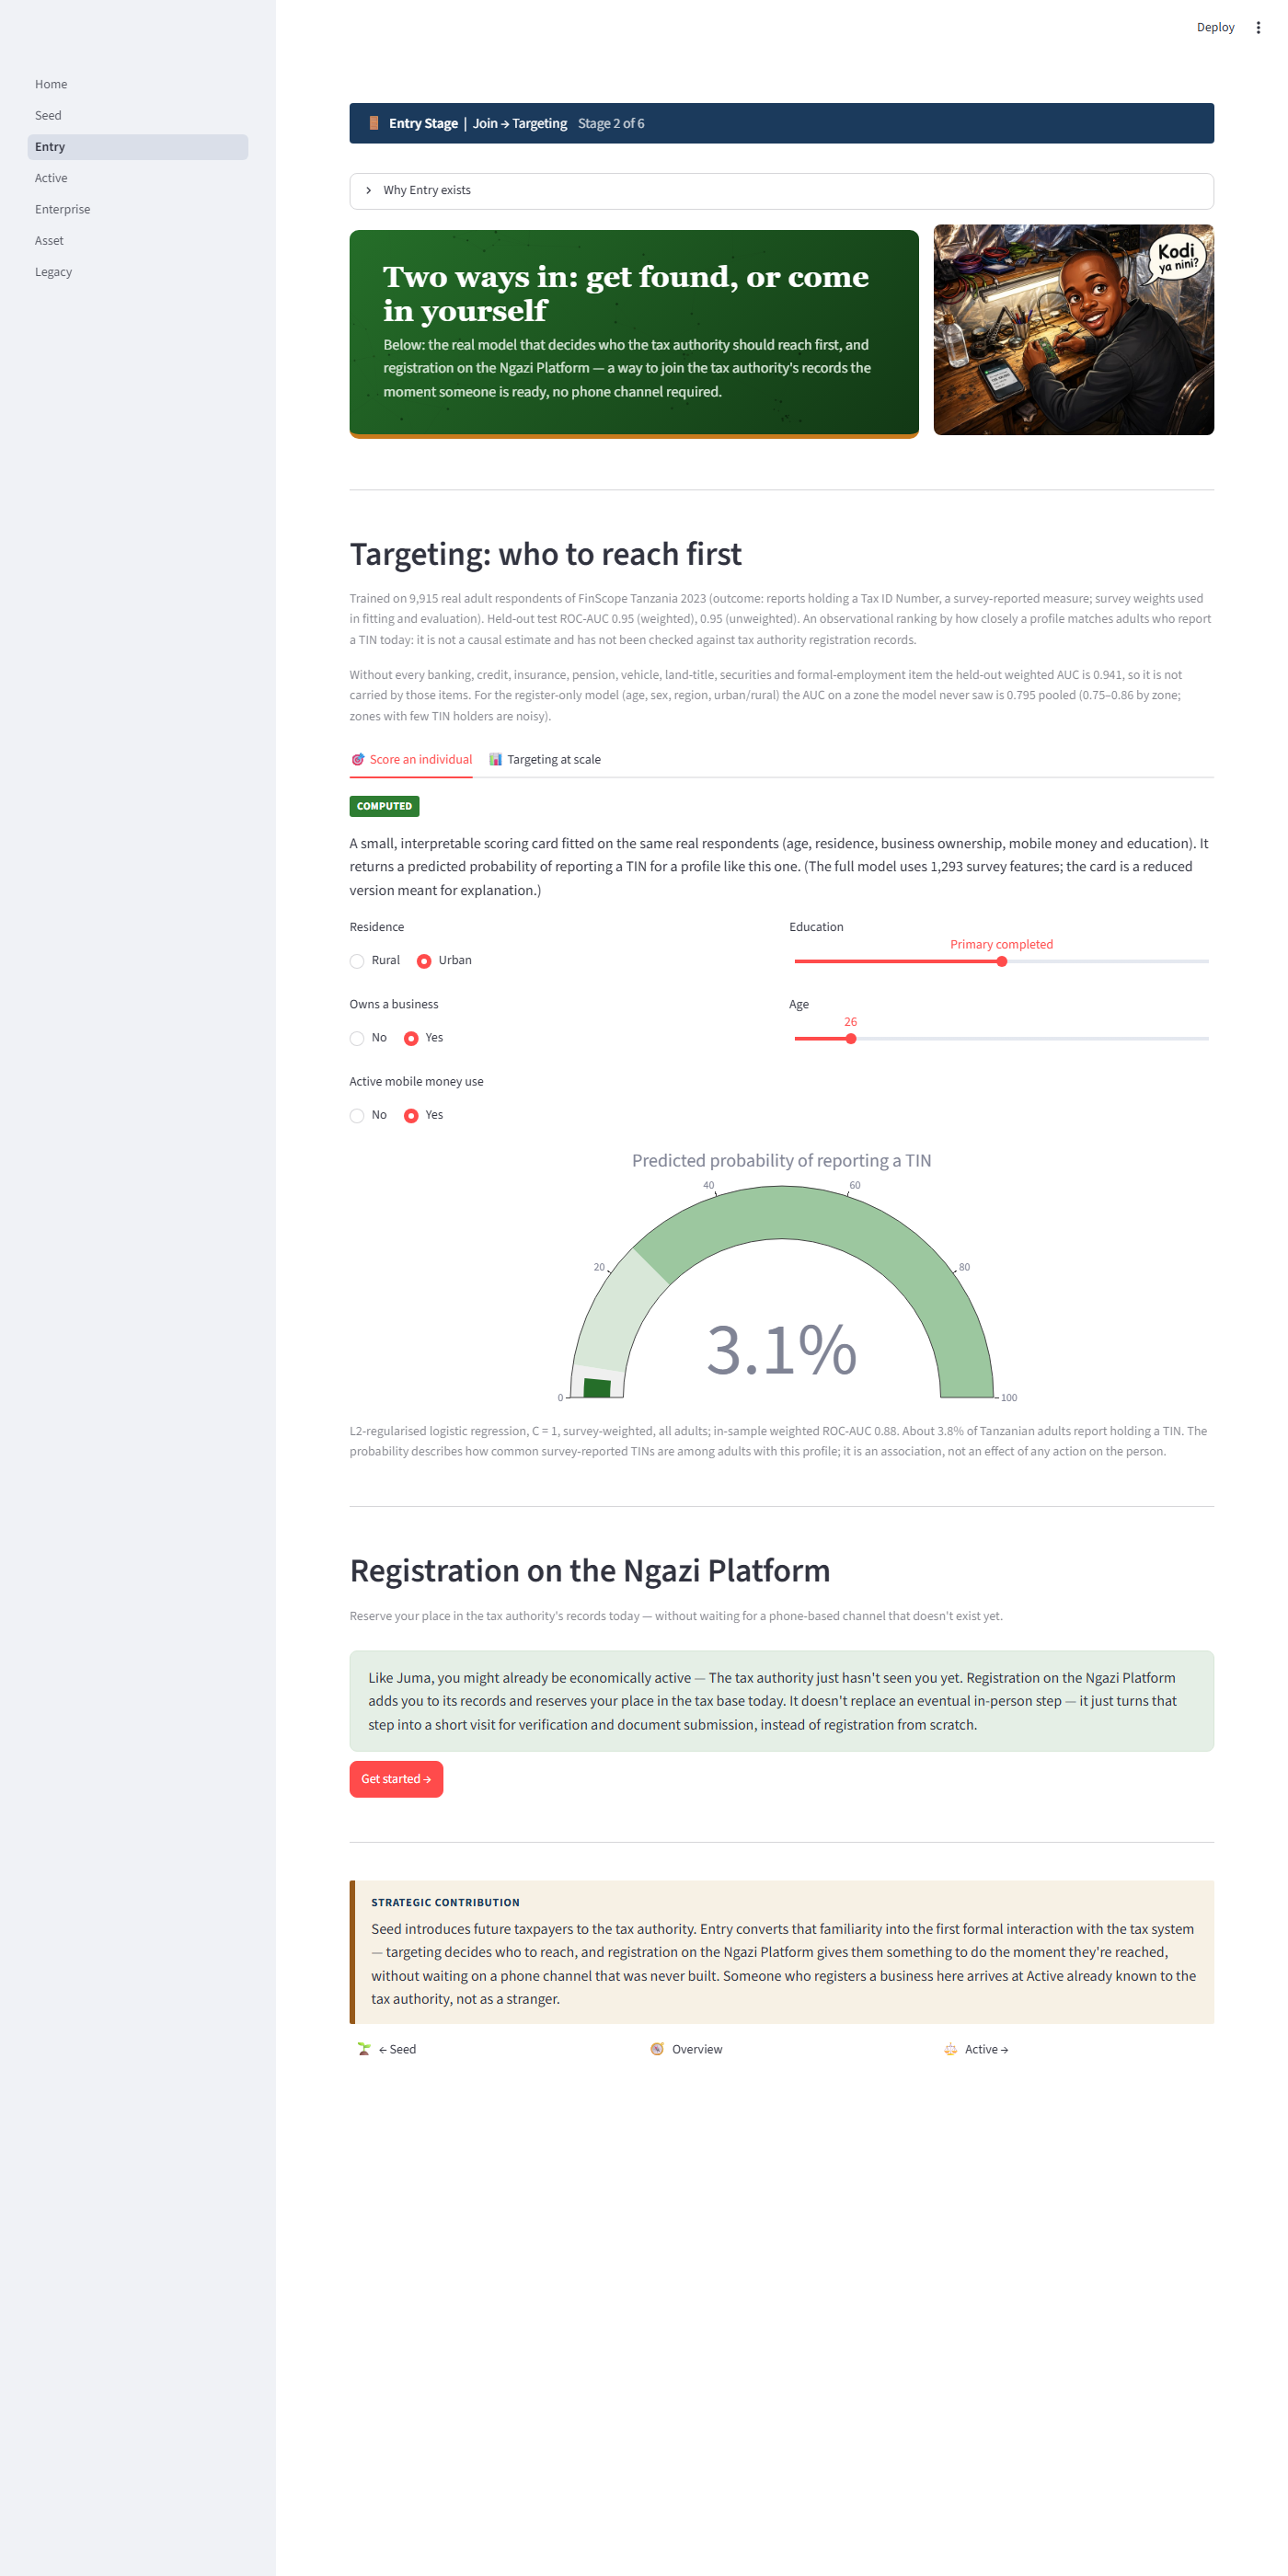 Deploy
Home
Seed
Entry
Active
Enterprise
Asset
Legacy
Entry Stage | Join → Targeting Stage 2 of 6
Why Entry exists
Two ways in: get found, or come
in yourself
Below: the real model that decides who the tax authority should reach first, and
registration on the Ngazi Platform — a way to join the tax authority's records the
moment someone is ready, no phone channel required.
Kodi
ya nini?
Targeting: who to reach first
Trained on 9,915 real adult respondents of FinScope Tanzania 2023 (outcome: reports holding a Tax ID Number, a survey-reported measure; survey weights used
in fitting and evaluation). Held-out test ROC-AUC 0.95 (weighted), 0.95 (unweighted). An observational ranking by how closely a profile matches adults who report
a TIN today: it is not a causal estimate and has not been checked against tax authority registration records.
Without every banking, credit, insurance, pension, vehicle, land-title, securities and formal-employment item the held-out weighted AUC is 0.941, so it is not
carried by those items. For the register-only model (age, sex, region, urban/rural) the AUC on a zone the model never saw is 0.795 pooled (0.75–0.86 by zone;
zones with few TIN holders are noisy).
Score an individual
Targeting at scale
COMPUTED
A small, interpretable scoring card fitted on the same real respondents (age, residence, business ownership, mobile money and education). It
returns a predicted probability of reporting a TIN for a profile like this one. (The full model uses 1,293 survey features; the card is a reduced
version meant for explanation.)
Residence
Rural
Urban
Education
Primary completed
Owns a business
No
Yes
Age
26
Active mobile money use
No
Yes
Predicted probability of reporting a TIN
0
20
40
60
80
100
3.1%
L2-regularised logistic regression, C = 1, survey-weighted, all adults; in-sample weighted ROC-AUC 0.88. About 3.8% of Tanzanian adults report holding a TIN. The
probability describes how common survey-reported TINs are among adults with this profile; it is an association, not an effect of any action on the person.
Registration on the Ngazi Platform
Reserve your place in the tax authority's records today — without waiting for a phone-based channel that doesn't exist yet.
Like Juma, you might already be economically active — The tax authority just hasn't seen you yet. Registration on the Ngazi Platform
adds you to its records and reserves your place in the tax base today. It doesn't replace an eventual in-person step — it just turns that
step into a short visit for verification and document submission, instead of registration from scratch.
Get started →
STRATEGIC CONTRIBUTION
Seed introduces future taxpayers to the tax authority. Entry converts that familiarity into the first formal interaction with the tax system
— targeting decides who to reach, and registration on the Ngazi Platform gives them something to do the moment they're reached,
without waiting on a phone channel that was never built. Someone who registers a business here arrives at Active already known to the
tax authority, not as a stranger.
← Seed
Overview
Active →